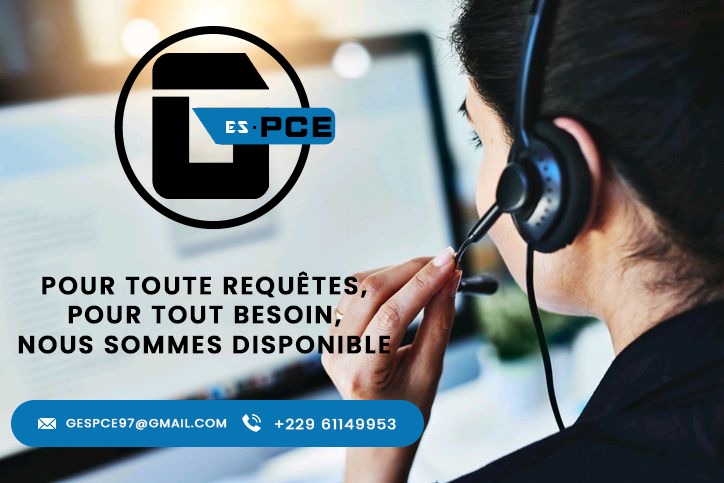 G
ES·PCE
POUR TOUTE REQUÊTES,
POUR TOUT BESOIN,
NOUS SOMMES DISPONIBLE
GESPCE97@GMAIL.COM +229 61149953